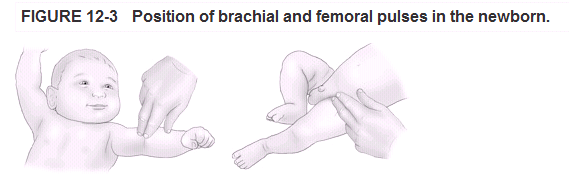 FIGURE 12-3 Position of brachial and femoral pulses in the newborn.